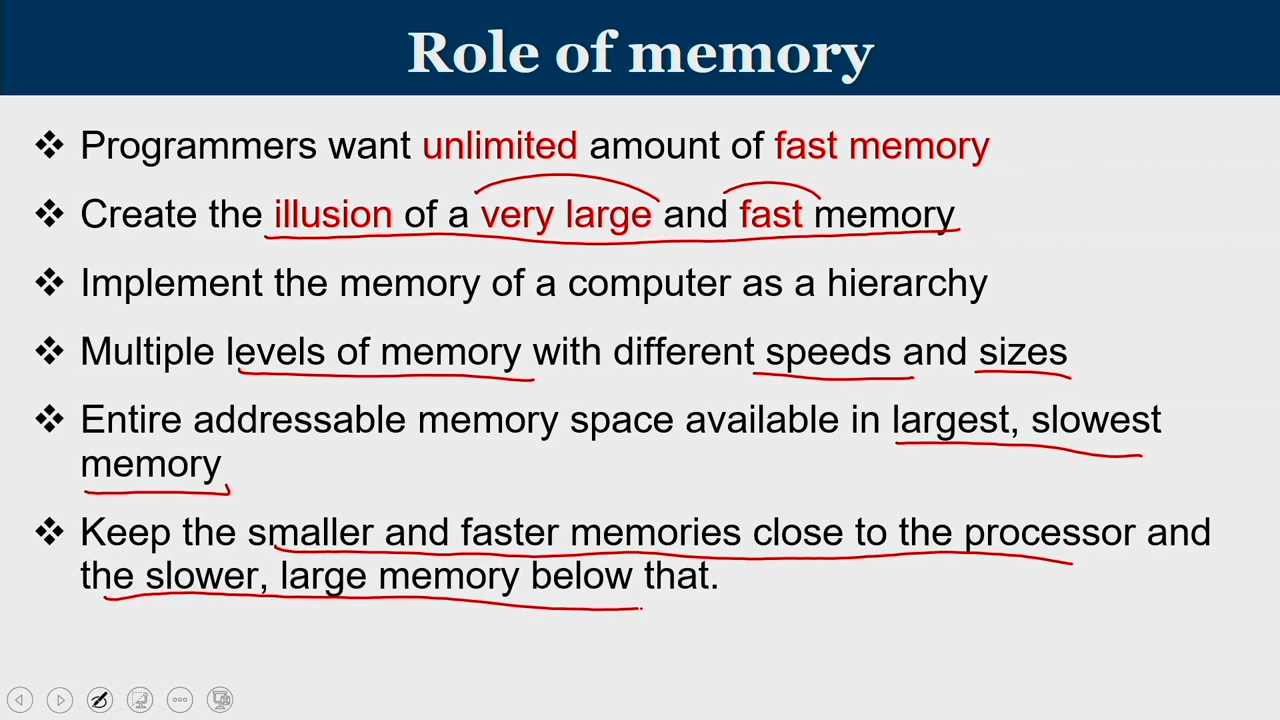 Role of memory
❖ Programmers want unlimited amount of fast memory
❖ Create the illusion of a very large and fast memory
❖ Implement the memory of a computer as a hierarchy
❖ Multiple levels of memory with different speeds and sizes
❖ Entire addressable memory space available in largest, slowest
memory
❖ Keep the smaller and faster memories close to the processor and
the slower, large memory below that.